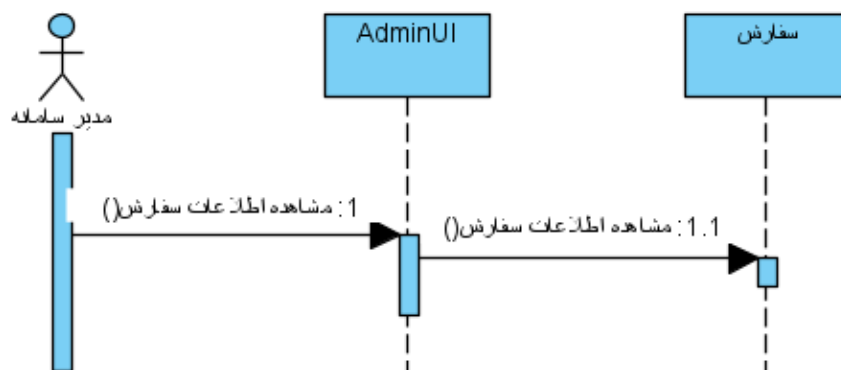 AdminUI
سفارش
مدیر سامانه
1: مشاهده اطلاعات سفارش()
1.1: مشاهده اطلاعات سفارش()